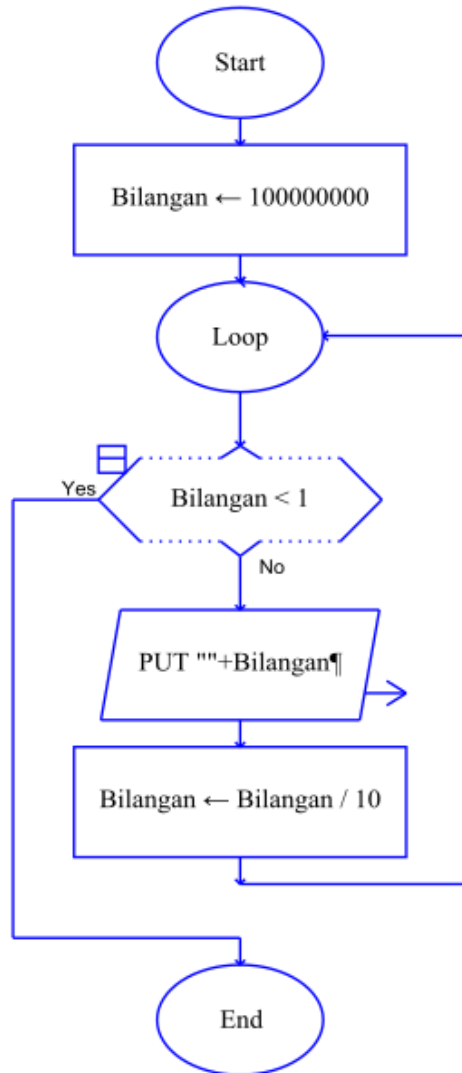 Start
Bilangan ← 100000000
Loop
Bilangan < 1
Yes
No
PUT ""+Bilangan¶
Bilangan ← Bilangan / 10
End